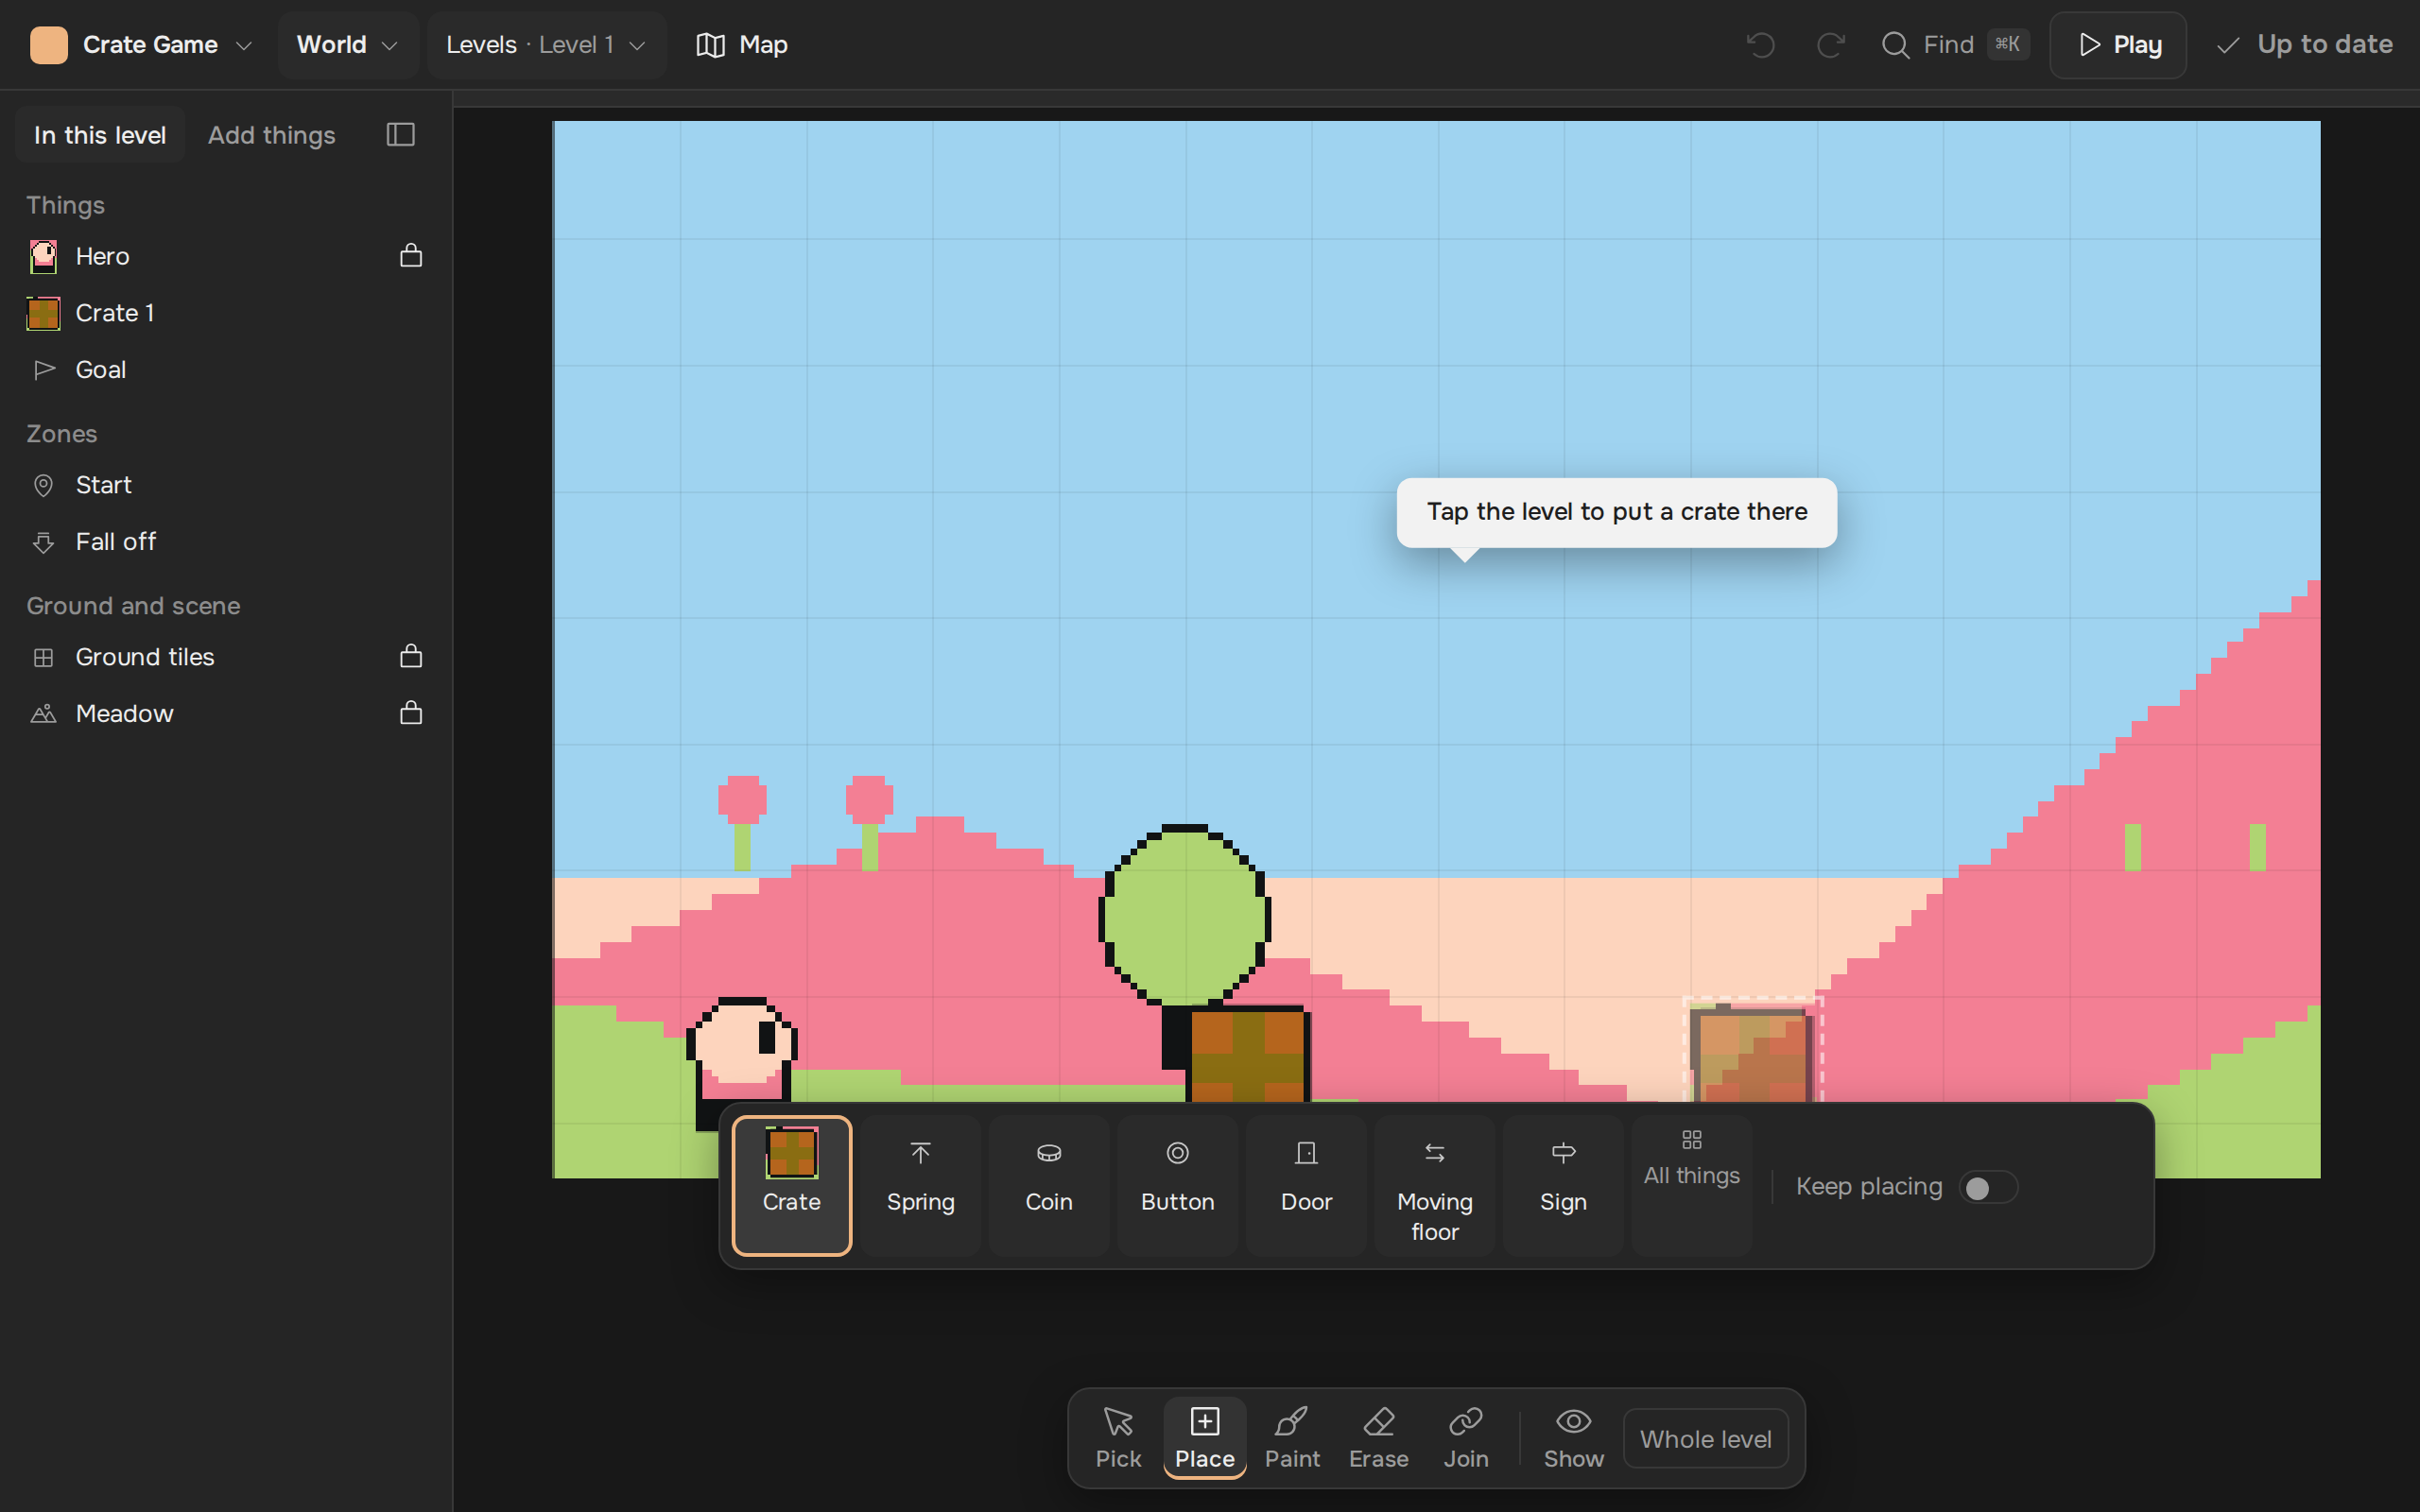 Crate Game
World
Levels · Level 1
Map
Find ⌘K
Play
Up to date
In this level
Add things
Things
Hero
Crate 1
Goal
Zones
Start
Fall off
Ground and scene
Ground tiles
Meadow
Tap the level to put a crate there
Crate
Spring
Coin
Button
Door
Moving
floor
Sign
All things
Keep placing
Pick
Place
Paint
Erase
Join
Show
Whole level